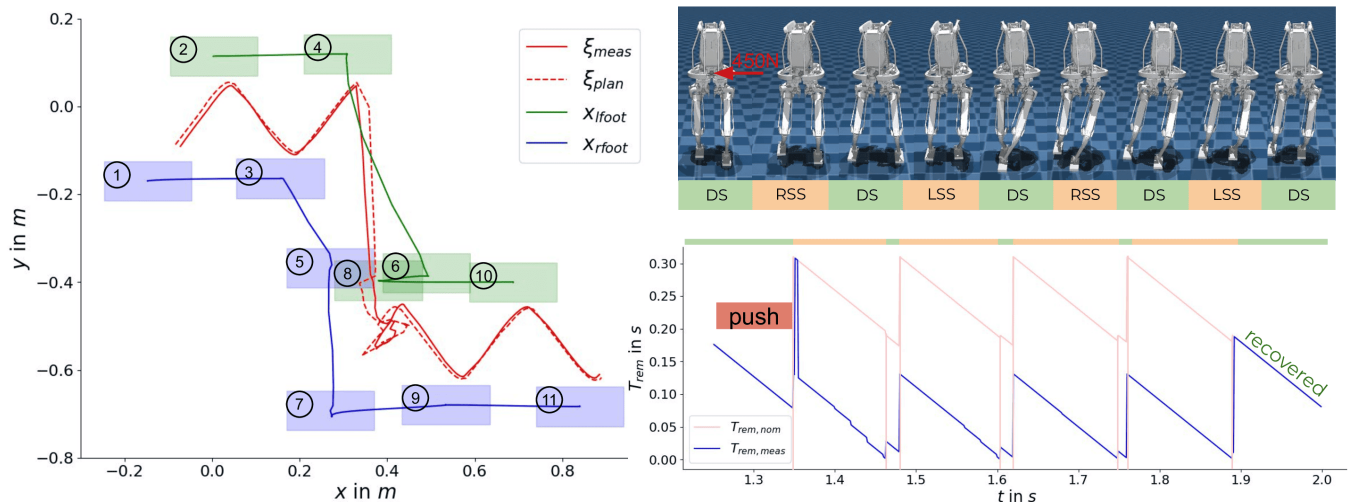 0.2
0.0
−0.2
−0.4
−0.6
−0.8
y in m
−0.2
0.0
0.2
0.4
0.6
0.8
x in m
2
4
1
3
5
8
6
10
7
9
11
ξmeas
ξplan
xlfoot
xrfoot
450N
DS
RSS
DS
LSS
DS
RSS
DS
LSS
DS
0.30
0.25
0.20
0.15
0.10
0.05
0.00
Trem in s
push
recovered
Trem, nom
Trem, meas
1.3
1.4
1.5
1.6
1.7
1.8
1.9
2.0
t in s